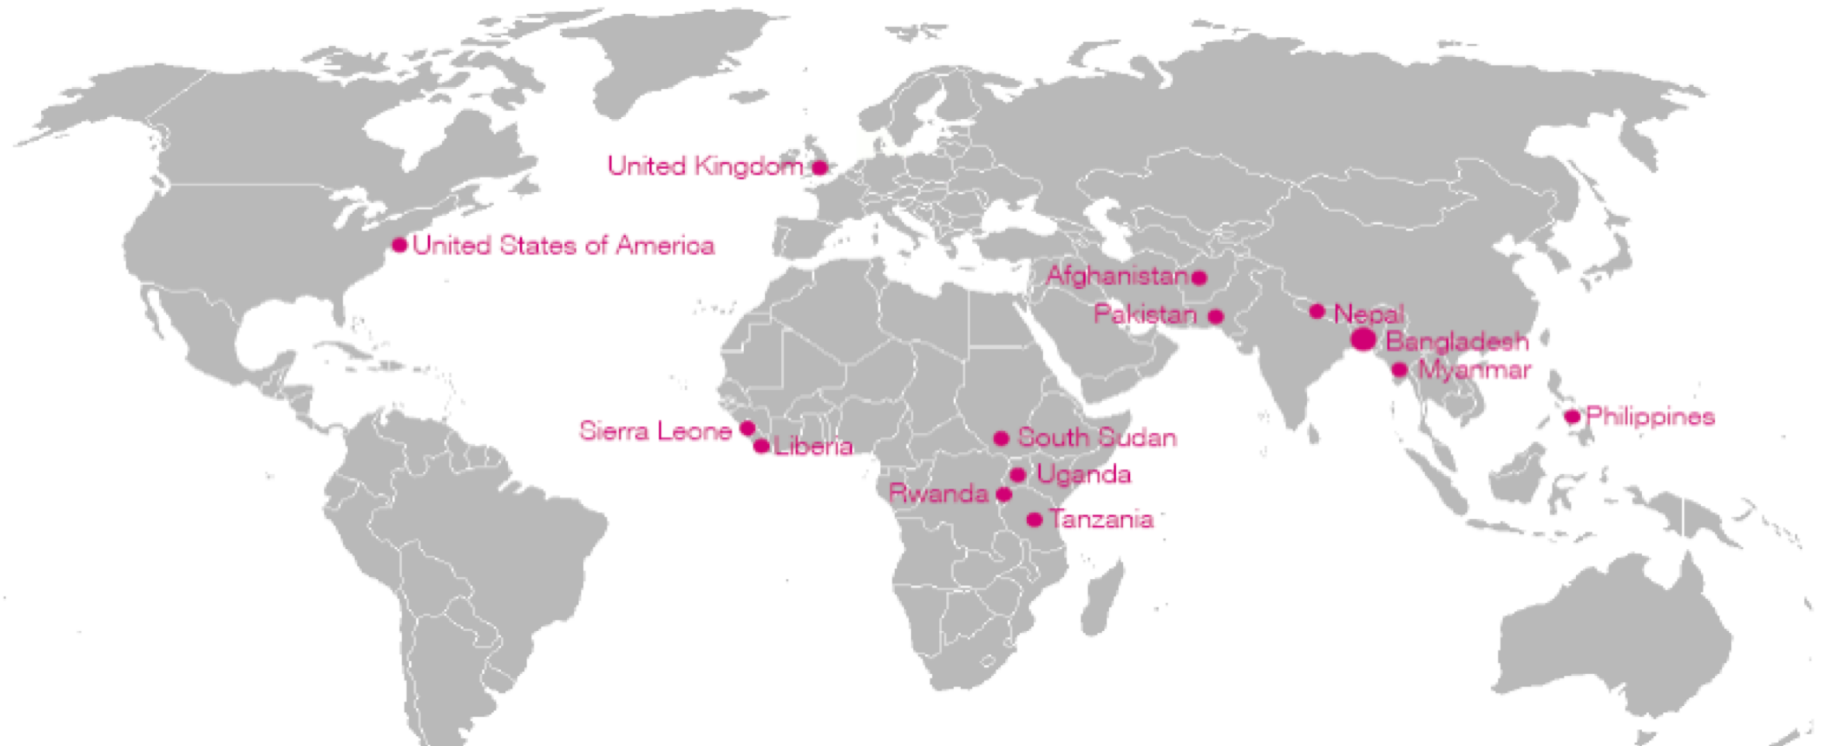 United Kingdom
United States of America
Afghanistan
Pakistan
Nepal
Bangladesh
Myanmar
Philippines
Sierra Leone
Liberia
South Sudan
Uganda
Rwanda
Tanzania